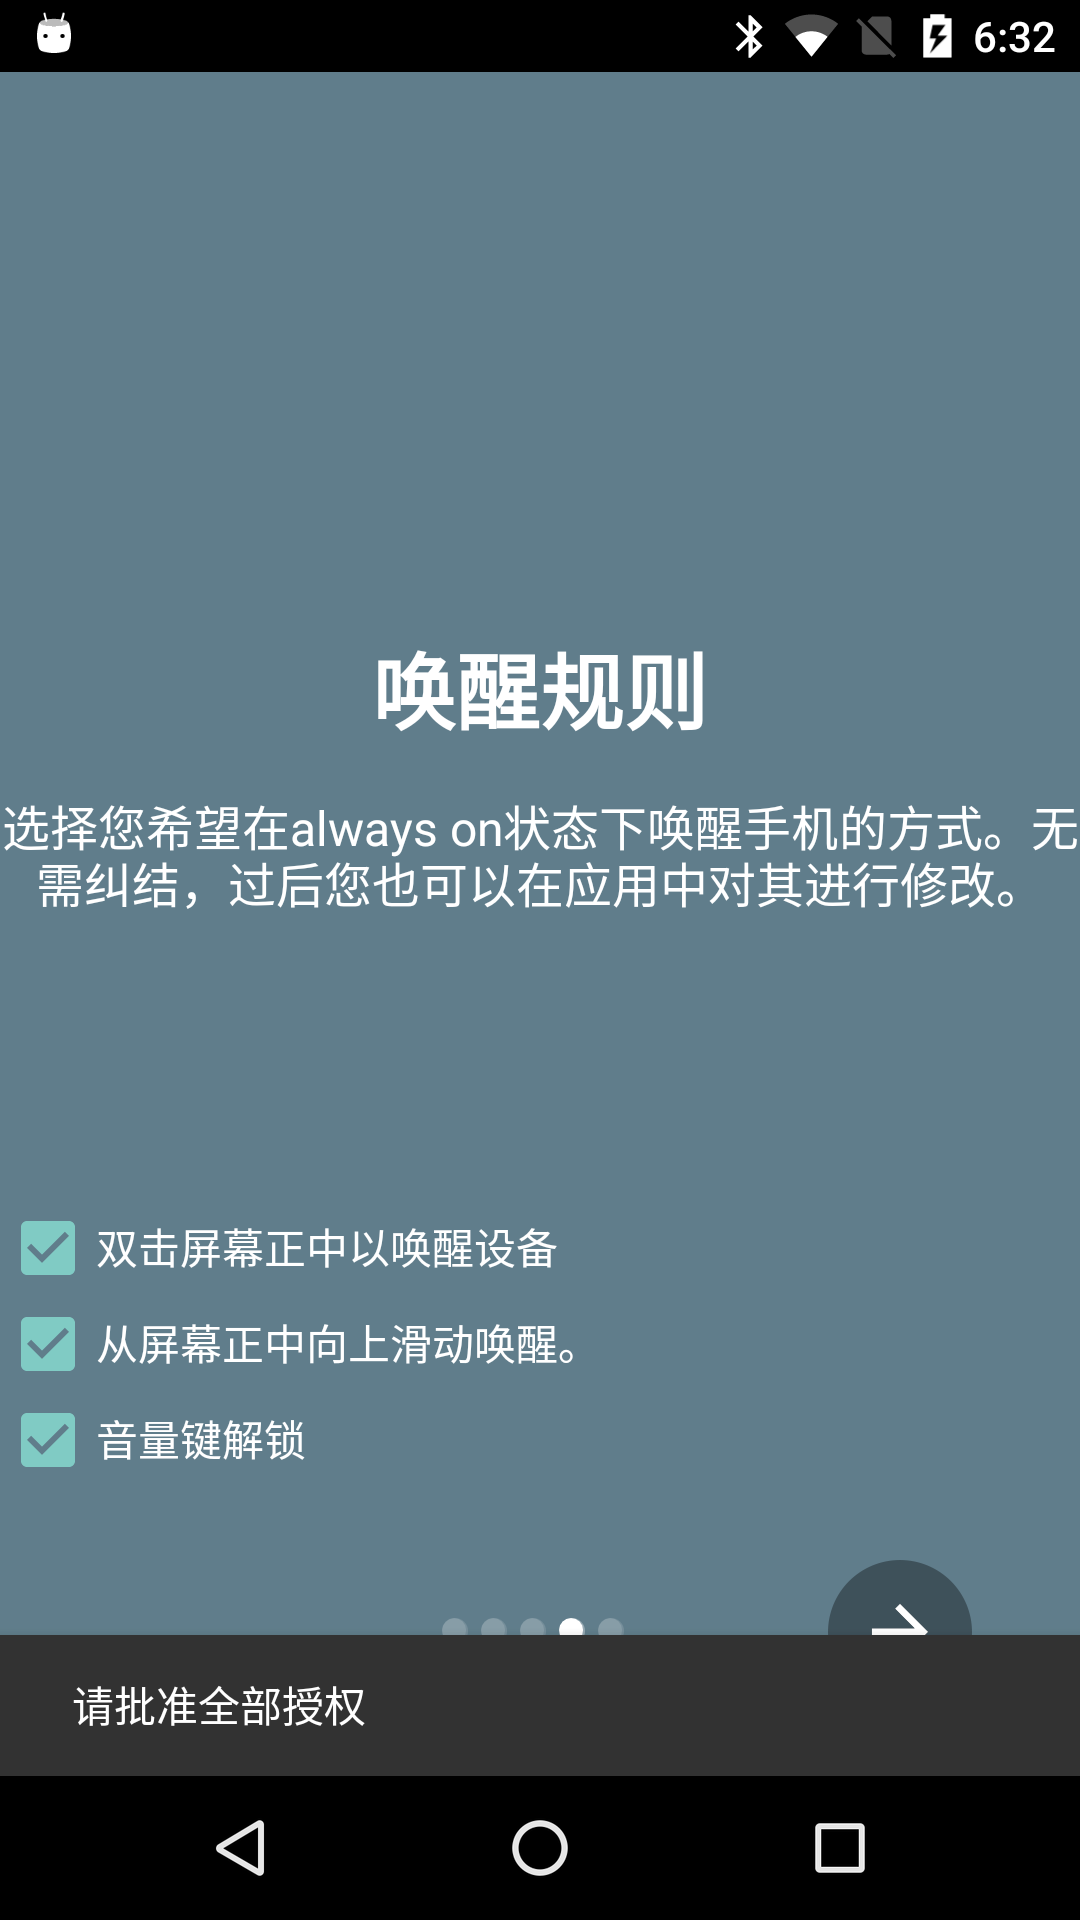 6:32
唤醒规则
选择您希望在always on状态下唤醒手机的方式。无
需纠结，过后您也可以在应用中对其进行修改。
双击屏幕正中以唤醒设备
从屏幕正中向上滑动唤醒。
音量键解锁
请批准全部授权